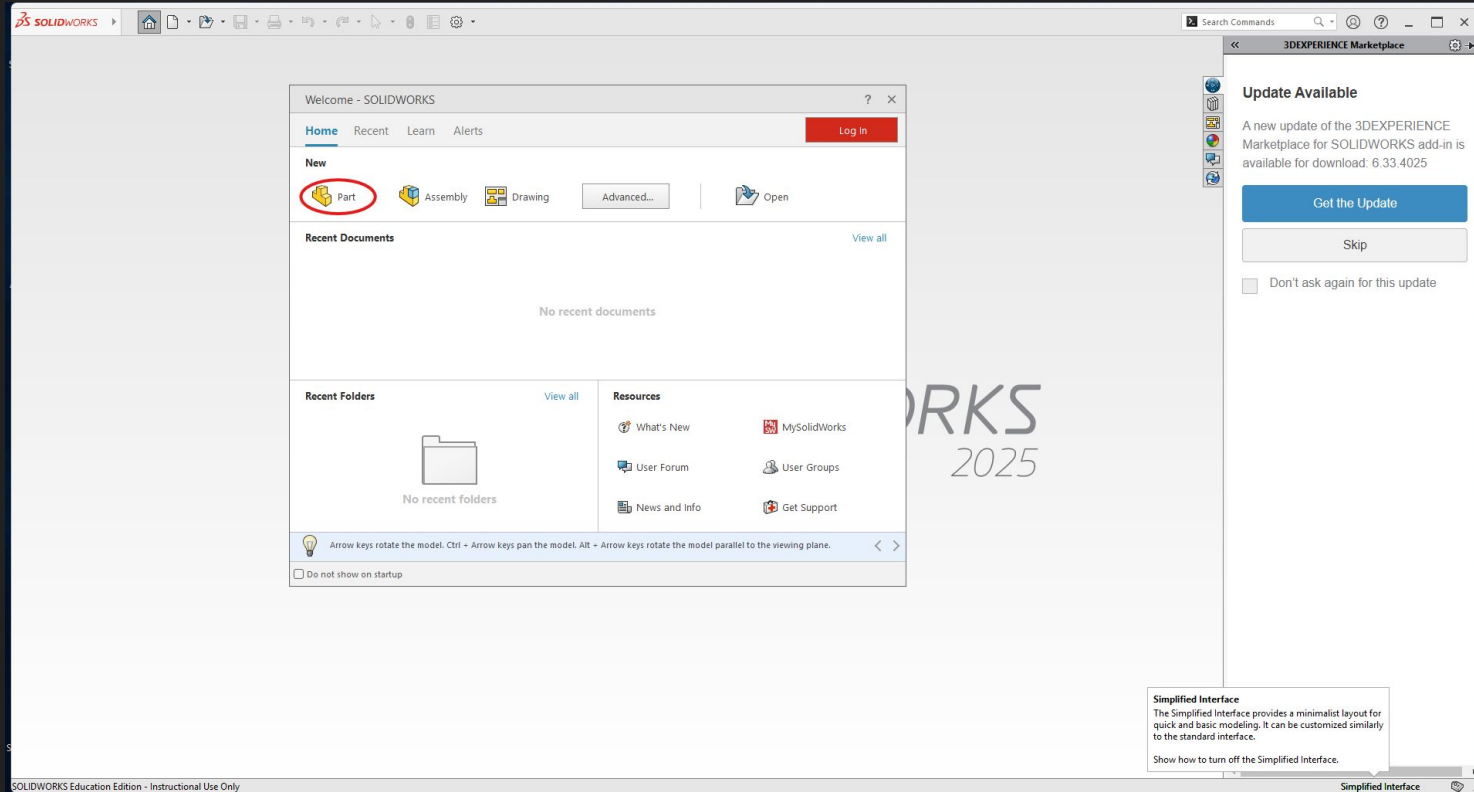 SOLIDWORKS
Search Commands
3DEXPERIENCE Marketplace
Update Available
A new update of the 3DEXPERIENCE
Marketplace for SOLIDWORKS add-in is
available for download: 6.33.4025
Get the Update
Skip
Don't ask again for this update
Welcome - SOLIDWORKS
Home Recent Learn Alerts
Log In
New
Part Assembly Drawing Advanced... Open
Recent Documents View all
No recent documents
Recent Folders View all
No recent folders
Resources
What's New MySolidWorks
User Forum User Groups
News and Info Get Support
Arrow keys rotate the model. Ctrl + Arrow keys pan the model. Alt + Arrow keys rotate the model parallel to the viewing plane.
Do not show on startup
ORKS
2025
Simplified Interface
The Simplified Interface provides a minimalist layout for
quick and basic modeling. It can be customized similarly
to the standard interface.
Show how to turn off the Simplified Interface.
SOLIDWORKS Education Edition - Instructional Use Only
Simplified Interface